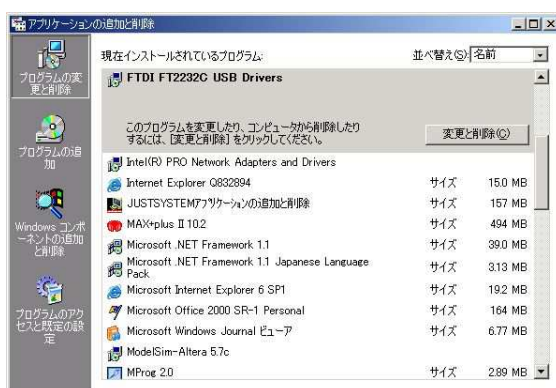 アプリケーションの追加と削除
プログラムの変
更と削除
プログラムの追
加
Windows コンポ
ーネントの追加
と削除
プログラムのアク
セスと既定の設
定
現在インストールされているプログラム:
並べ替え(S): 名前
FTDI FT2232C USB Drivers
このプログラムを変更したり、コンピュータから削除したり
するには、[変更と削除] をクリックしてください。
変更と削除(C)
Intel(R) PRO Network Adapters and Drivers
Internet Explorer Q832894 サイズ 15.0 MB
JUSTSYSTEMアプリケーションの追加と削除 サイズ 157 MB
MAX+plus II 10.2 サイズ 494 MB
Microsoft .NET Framework 1.1 サイズ 39.0 MB
Microsoft .NET Framework 1.1 Japanese Language
Pack サイズ 3.13 MB
Microsoft Internet Explorer 6 SP1 サイズ 19.2 MB
Microsoft Office 2000 SR-1 Personal サイズ 164 MB
Microsoft Windows Journal ビューア サイズ 6.77 MB
ModelSim-Altera 5.7c
MProg 2.0 サイズ 2.89 MB